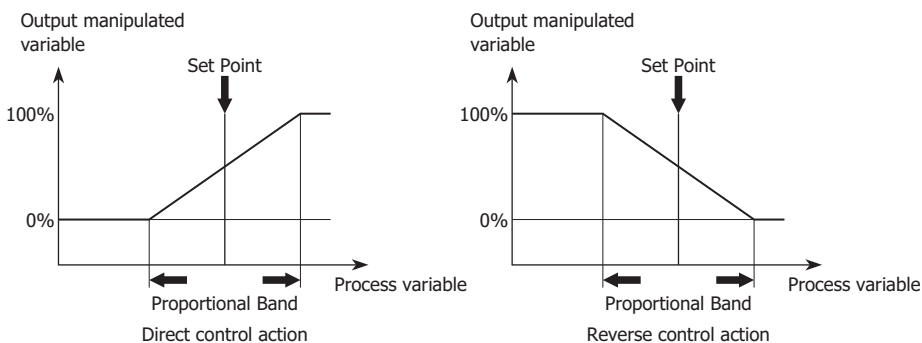 Output manipulated
variable
Set Point
100%
0%
Process variable
Proportional Band
Direct control action
Output manipulated
variable
Set Point
100%
0%
Process variable
Proportional Band
Reverse control action